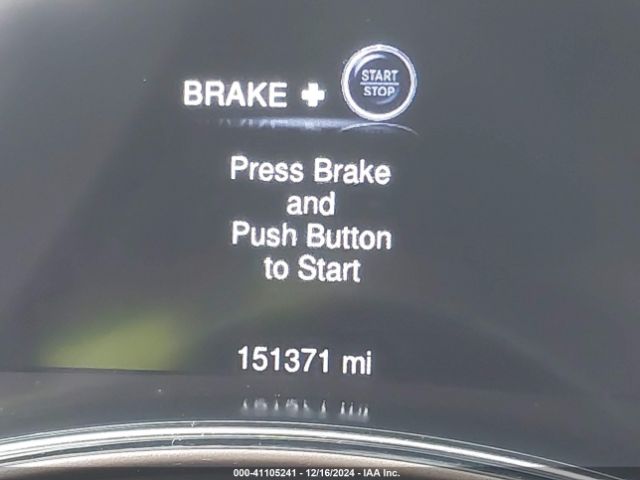 BRAKE + START
STOP
Press Brake
and
Push Button
to Start
151371 mi
000-41105241 - 12/16/2024 - IAA Inc.